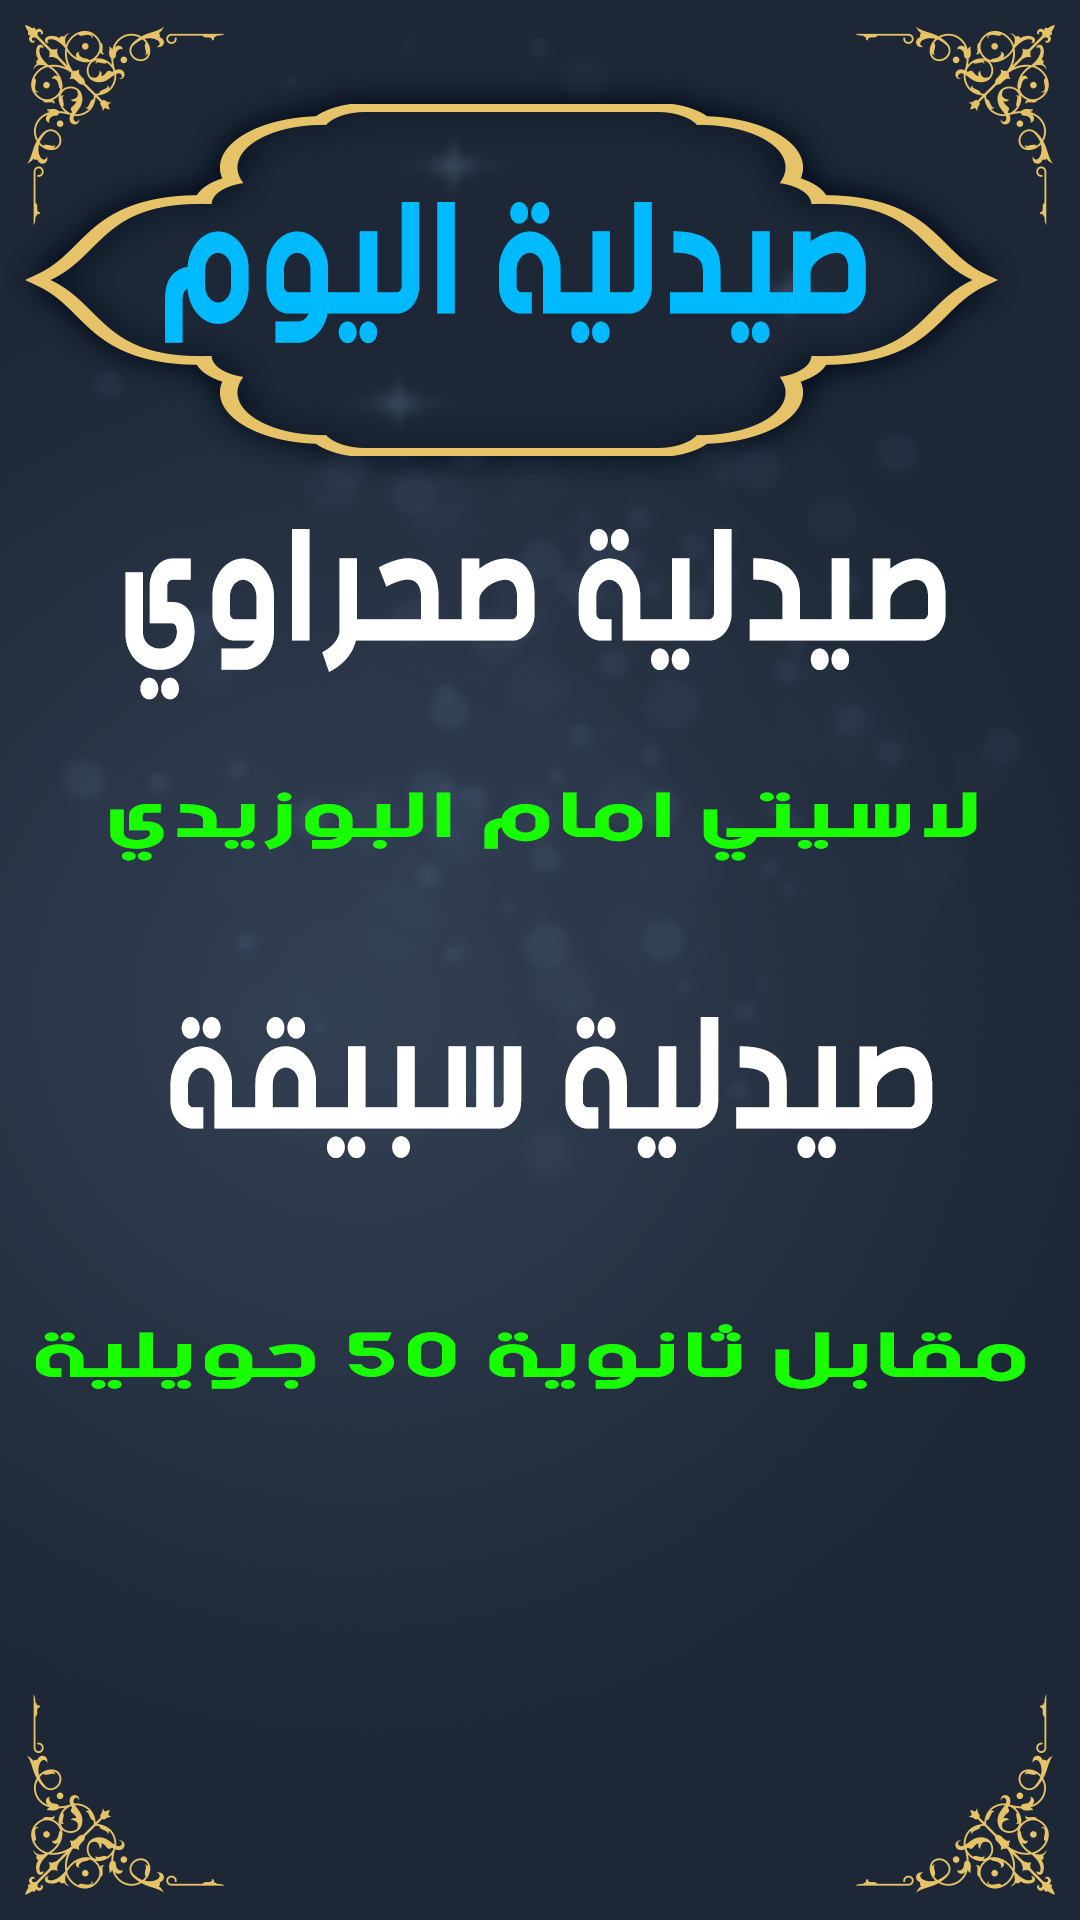 صيدلية اليوم
صيدلية صحراوي
لاسيتي امام البوزيدي
صيدلية سبيقة
مقابل ثانوية 50 جويلية